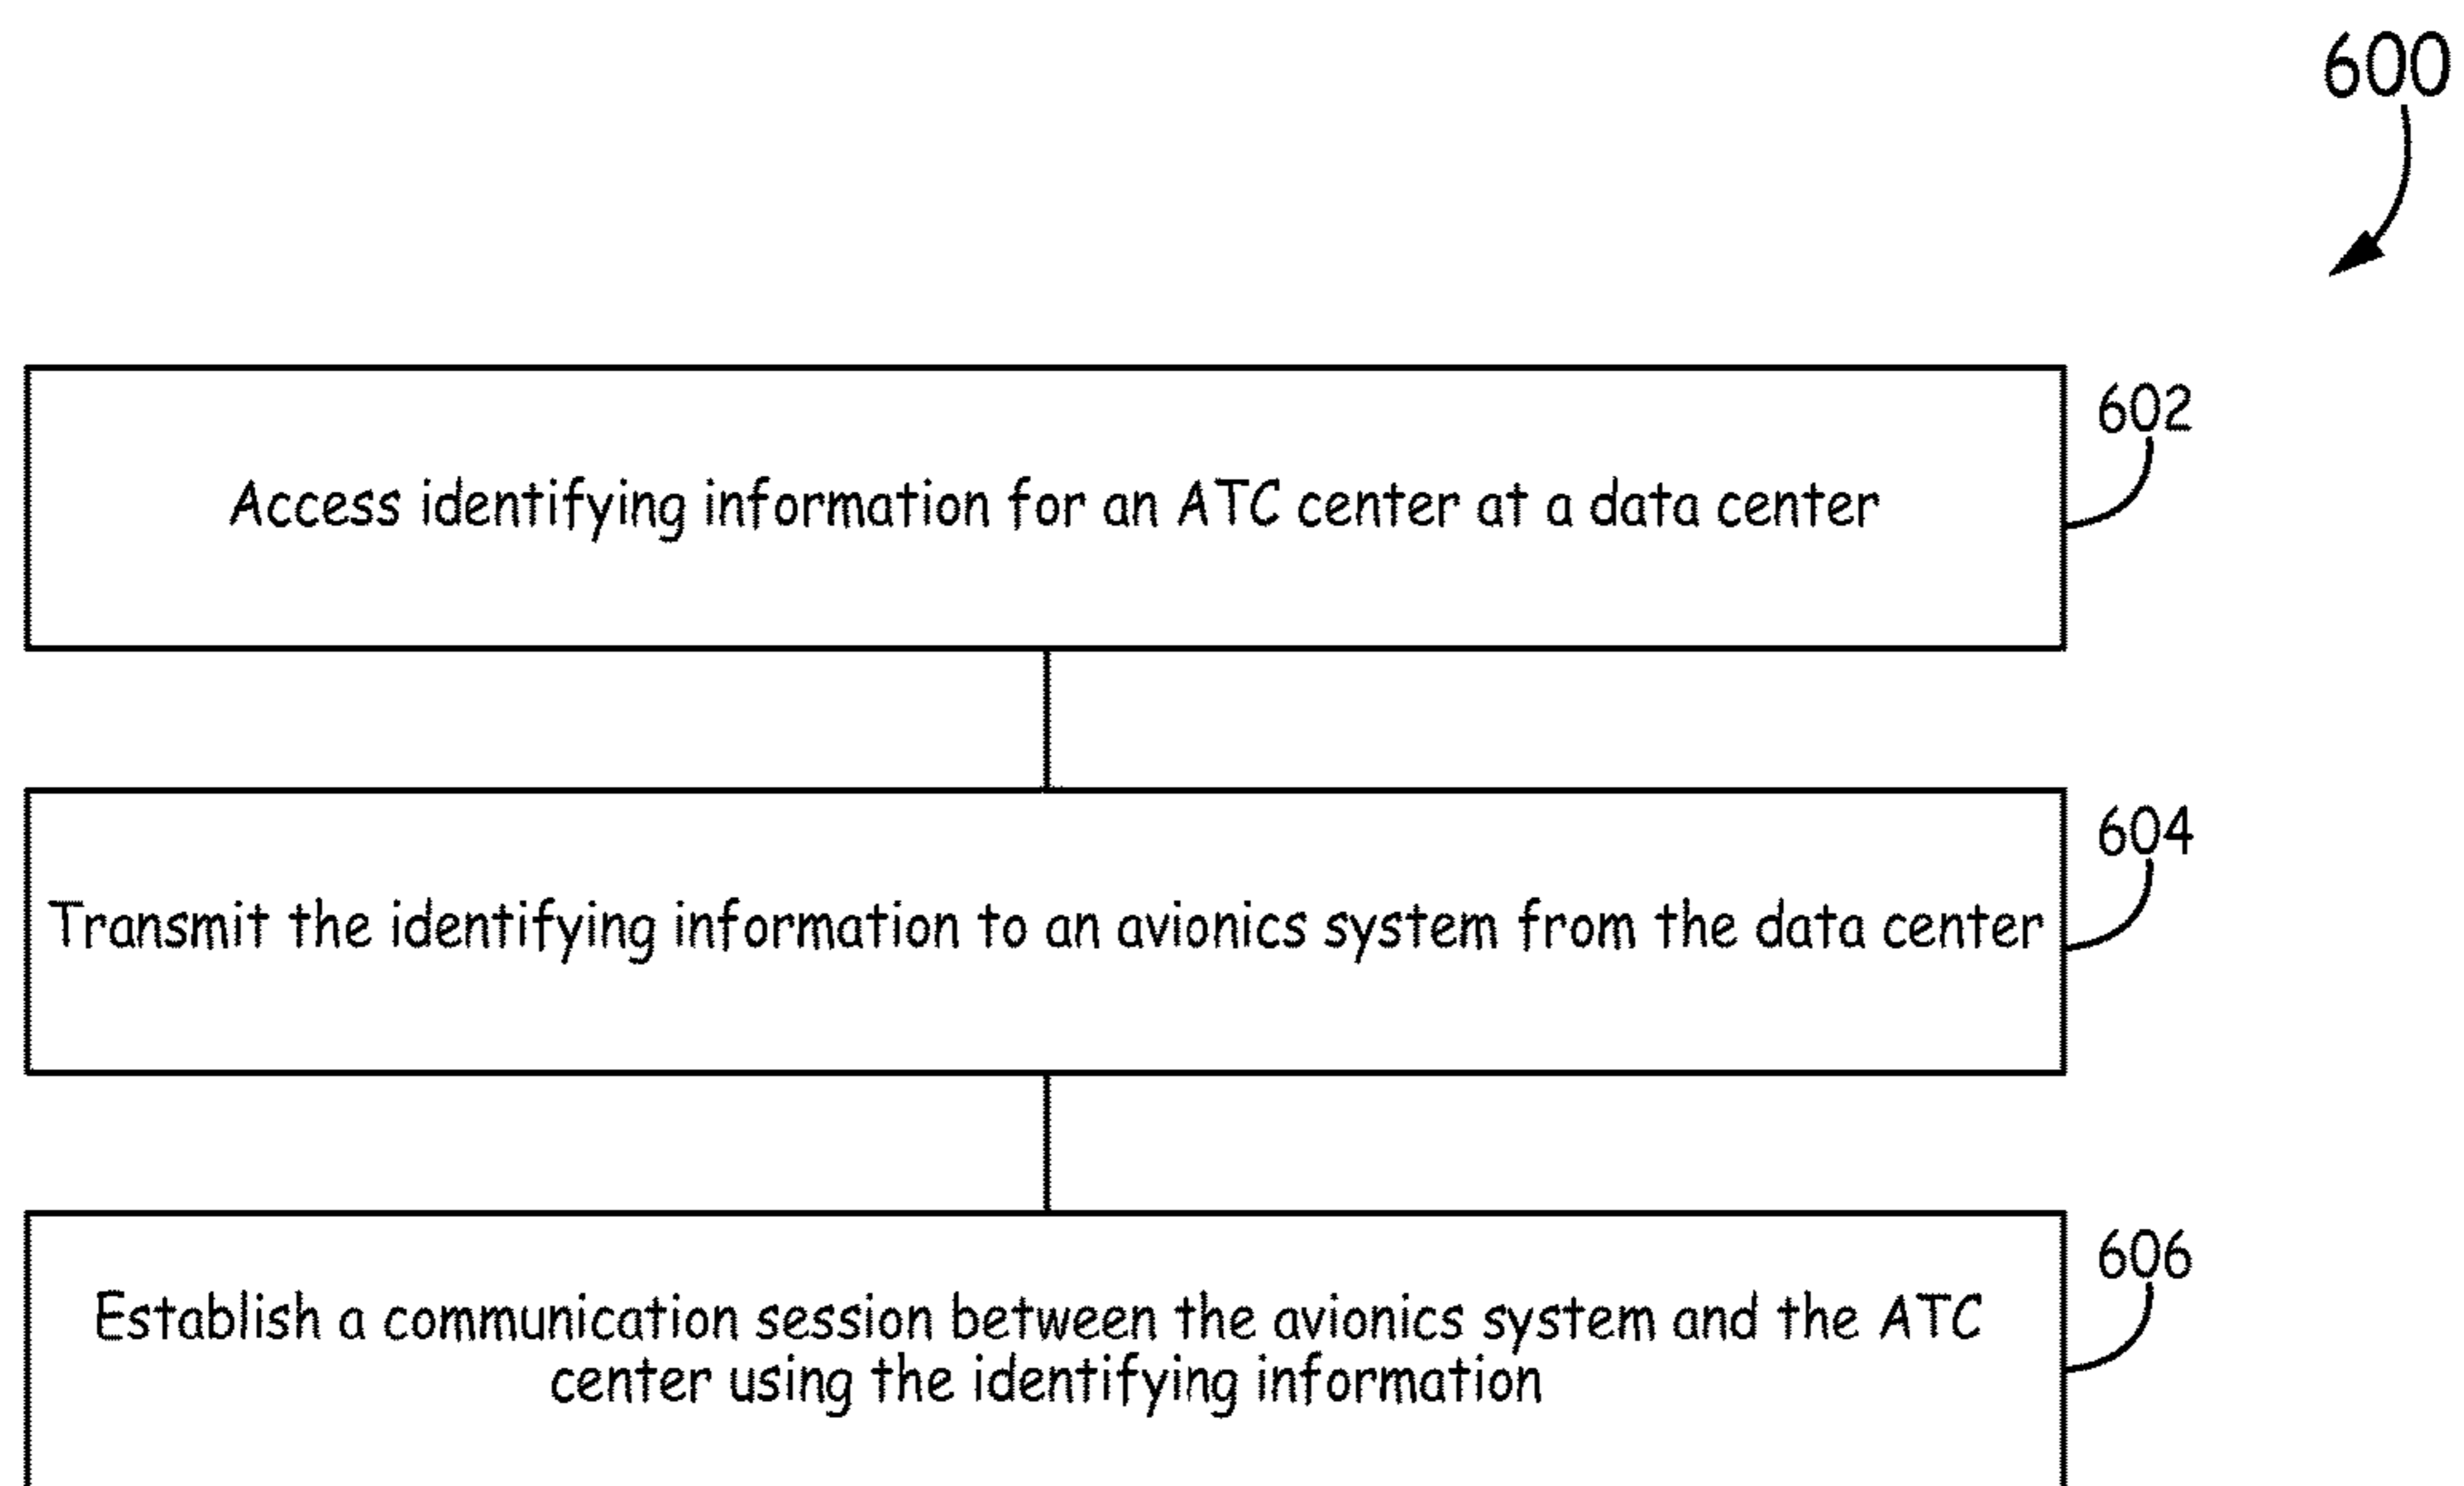 600
602
Access identifying information for an ATC center at a data center
604
Transmit the identifying information to an avionics system from the data center
606
Establish a communication session between the avionics system and the ATC
center using the identifying information